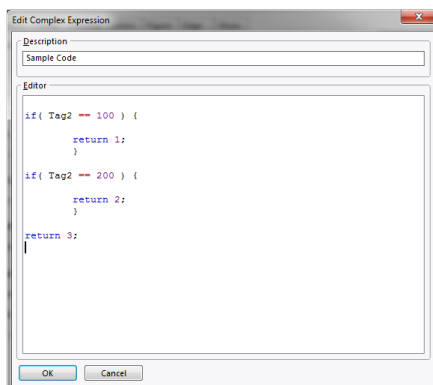 Edit Complex Expression
Description
Sample Code
Editor
if( Tag2 == 100 ) {
return 1;
}
if( Tag2 == 200 ) {
return 2;
}
return 3;
OK Cancel